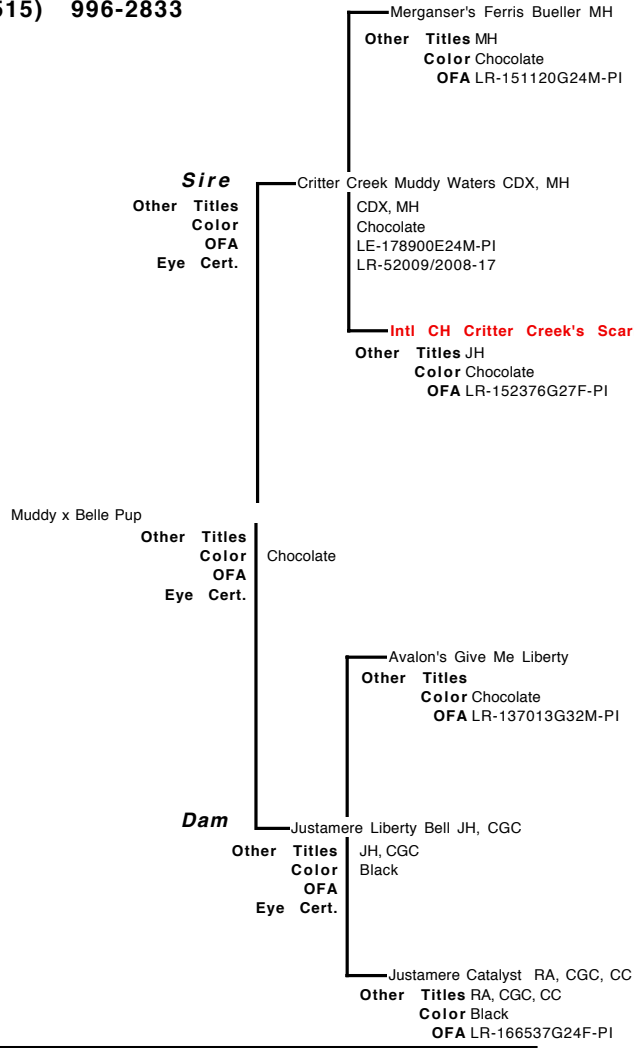 515) 996-2833
Merganser's Ferris Bueller MH
Other Titles MH
Color Chocolate
OFA LR-151120G24M-PI
Sire
Critter Creek Muddy Waters CDX, MH
Other Titles CDX, MH
Color Chocolate
OFA LE-178900E24M-PI
Eye Cert. LR-52009/2008-17
Intl CH Critter Creek's Scar
Other Titles JH
Color Chocolate
OFA LR-152376G27F-PI
Muddy x Belle Pup
Other Titles
Color Chocolate
OFA
Eye Cert.
Avalon's Give Me Liberty
Other Titles
Color Chocolate
OFA LR-137013G32M-PI
Dam
Justamere Liberty Bell JH, CGC
Other Titles JH, CGC
Color Black
OFA
Eye Cert.
Justamere Catalyst RA, CGC, CC
Other Titles RA, CGC, CC
Color Black
OFA LR-166537G24F-PI